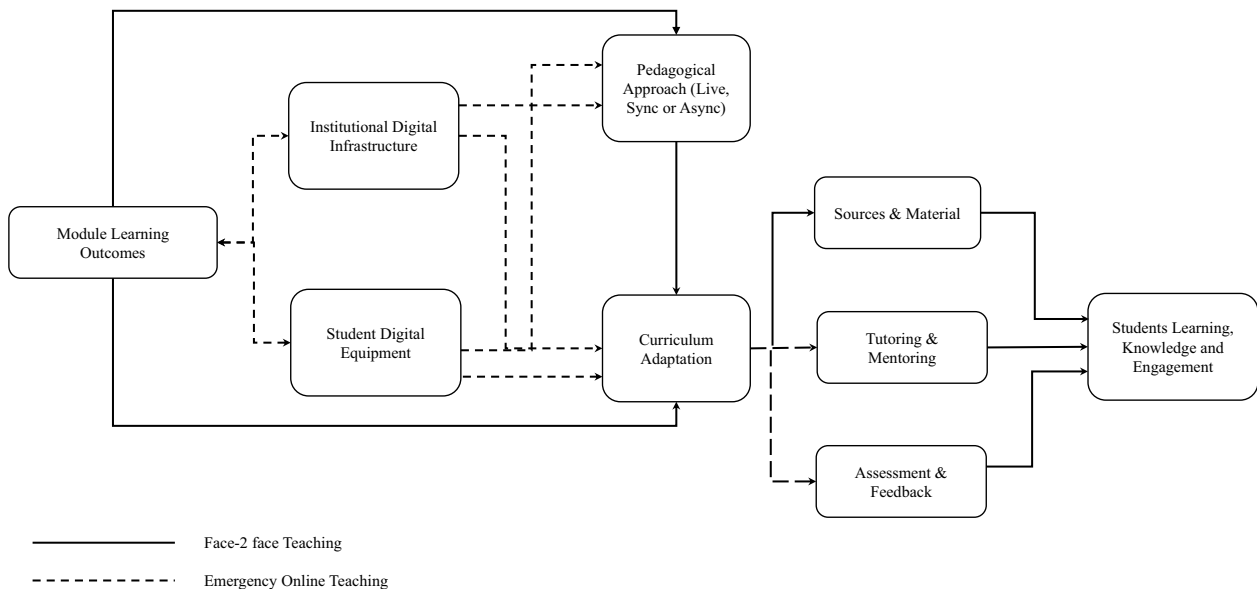 Pedagogical
Approach (Live,
Sync or Async)
Institutional Digital
Infrastructure
Module Learning
Outcomes
Sources & Material
Student Digital
Equipment
Curriculum
Adaptation
Tutoring &
Mentoring
Students Learning,
Knowledge and
Engagement
Assessment &
Feedback
Face-2 face Teaching
Emergency Online Teaching